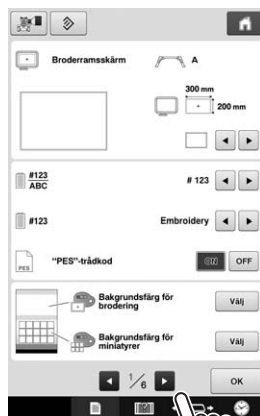 Broderramsskärm
A
300 mm
200 mm
#123
ABC
# 123
#123
Embroidery
PES
"PES"-trådkod
ON OFF
Bakgrundsfärg för
brodering
Välj
Bakgrundsfärg för
miniatyrer
Välj
1/6
OK